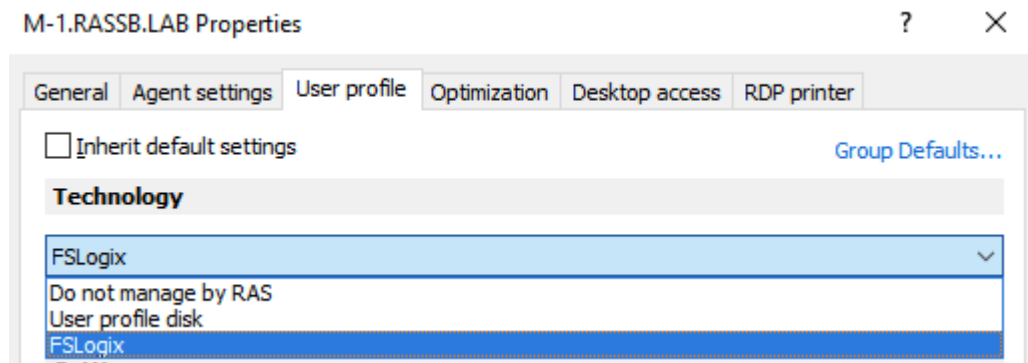 M-1.RASSB.LAB Properties ? ✕
General Agent settings User profile Optimization Desktop access RDP printer
Inherit default settings
Group Defaults...
Technology
FSLogix
Do not manage by RAS
User profile disk
FSLogix